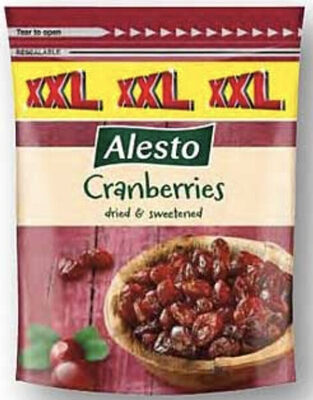 Tear to open
RESEALABLE
XXL XXL XXL
Alesto
Cranberries
dried & sweetened